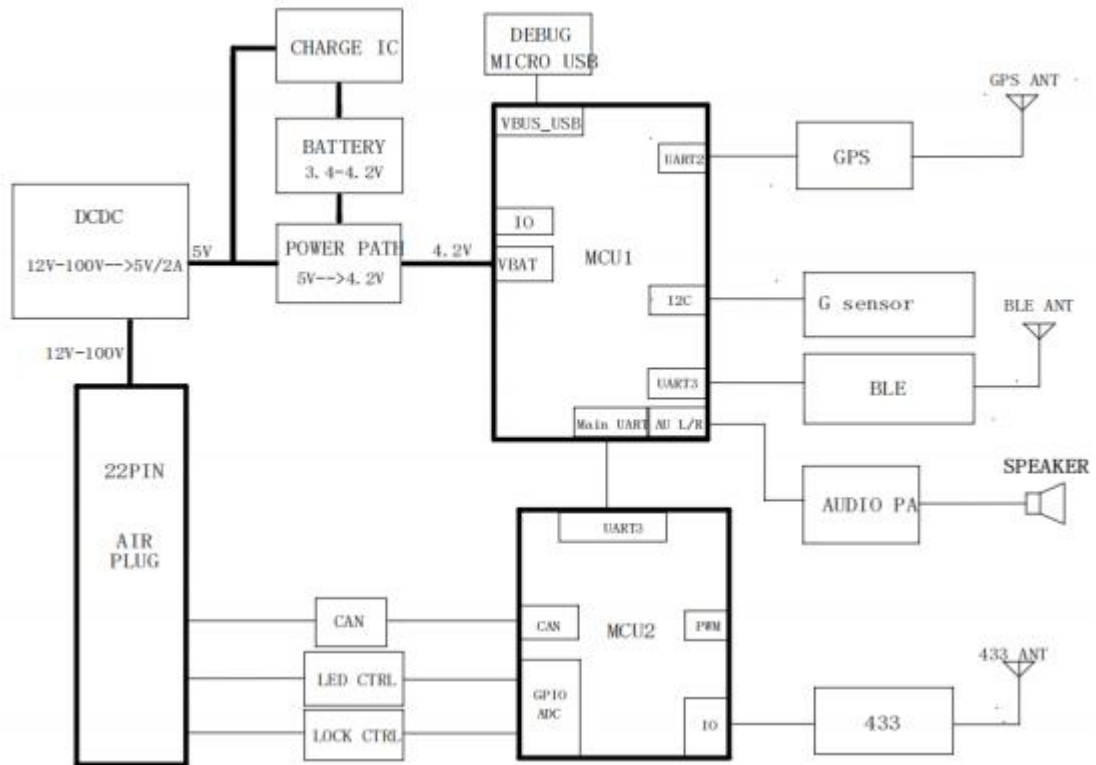 CHARGE IC
DEBUG
MICRO USB
GPS ANT
VBUS_USB
BATTERY
3.4-4.2V
UART2
GPS
DCDC
12V-100V-->5V/2A
5V
POWER PATH
5V-->4.2V
4.2V
IO
VBAT
MCU1
I2C
G sensor
BLE ANT
12V-100V
UART3
BLE
Main UART
AU L/R
22PIN
AIR
PLUG
SPEAKER
AUDIO PA
UART3
CAN
CAN
MCU2
PWM
LED CTRL
GPIO
ADC
433 ANT
LOCK CTRL
IO
433